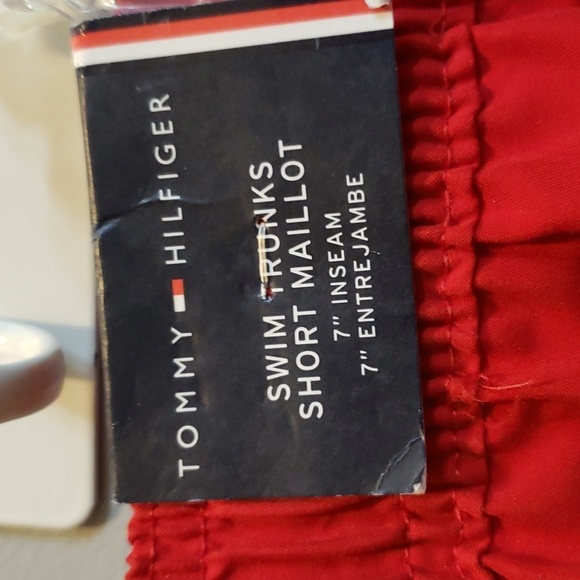 TOMMY HILFIGER
SWIM TRUNKS
SHORT MAILLOT
7" INSEAM
7" ENTREJAMBE